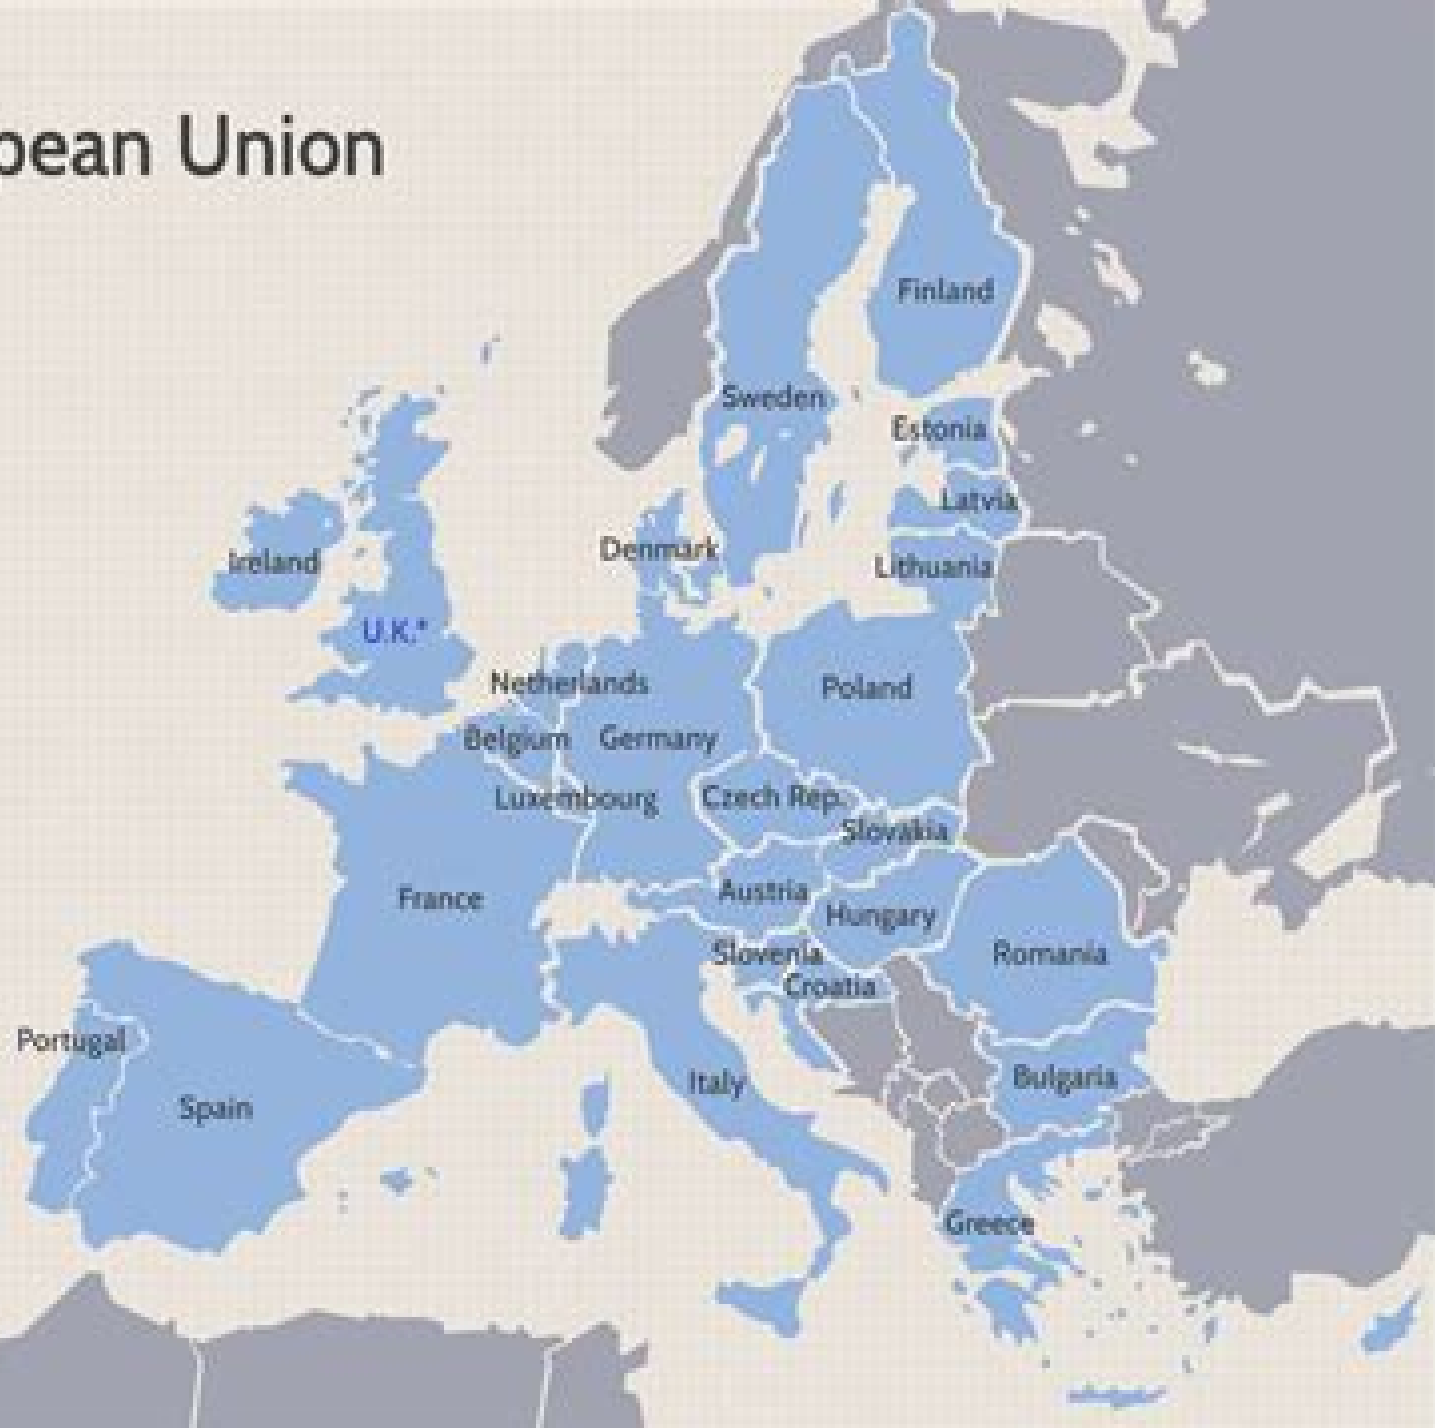 pean Union
Finland
Sweden
Estonia
Latvia
Denmark
Ireland
Lithuania
U.K.*
Netherlands
Poland
Belgium
Germany
Luxembourg
Czech Rep.
Slovakia
France
Austria
Hungary
Slovenia
Romania
Croatia
Portugal
Italy
Bulgaria
Spain
Greece